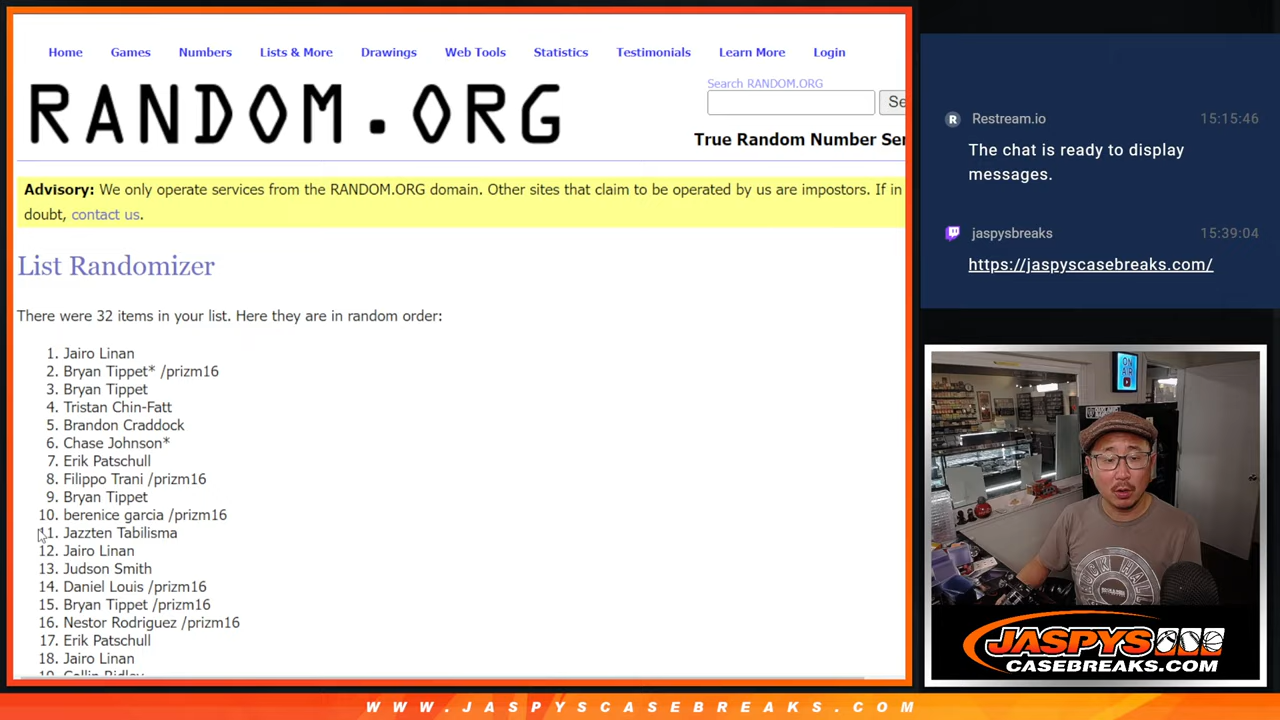 Home Games Numbers Lists & More Drawings Web Tools Statistics Testimonials Learn More Login
RANDOM.ORG
Search RANDOM.ORG
Se
True Random Number Ser
Advisory: We only operate services from the RANDOM.ORG domain. Other sites that claim to be operated by us are impostors. If in
doubt, contact us.
List Randomizer
There were 32 items in your list. Here they are in random order:
1. Jairo Linan
2. Bryan Tippet* /prizm16
3. Bryan Tippet
4. Tristan Chin-Fatt
5. Brandon Craddock
6. Chase Johnson*
7. Erik Patschull
8. Filippo Trani /prizm16
9. Bryan Tippet
10. berenice garcia /prizm16
11. Jazzten Tabilisma
12. Jairo Linan
13. Judson Smith
14. Daniel Louis /prizm16
15. Bryan Tippet /prizm16
16. Nestor Rodriguez /prizm16
17. Erik Patschull
18. Jairo Linan
R Restream.io 15:15:46
The chat is ready to display
messages.
jaspysbreaks 15:39:04
https://jaspyscasebreaks.com/
ON
AIR
JASPYS
CASEBREAKS.COM
WWW.JASPYSCASEBREAKS.COM